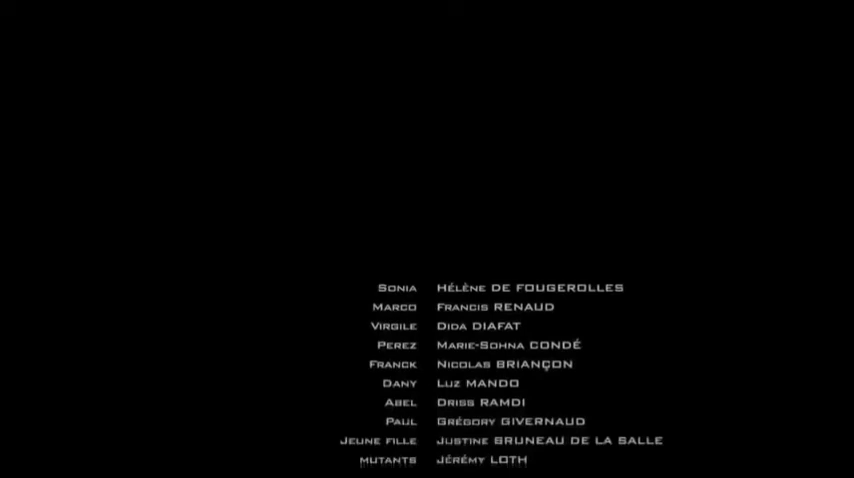 Sonia Hélène DE FOUGEROLLES
Marco Francis RENAUD
Virgile Dida DIAFAT
Perez Marie-Sohna CONDÉ
Franck Nicolas BRIANÇON
Dany Luz MANDO
Abel Driss RAMDI
Paul Grégory GIVERNAUD
Jeune fille Justine BRUNEAU DE LA SALLE
mutants Jérémy LOTH